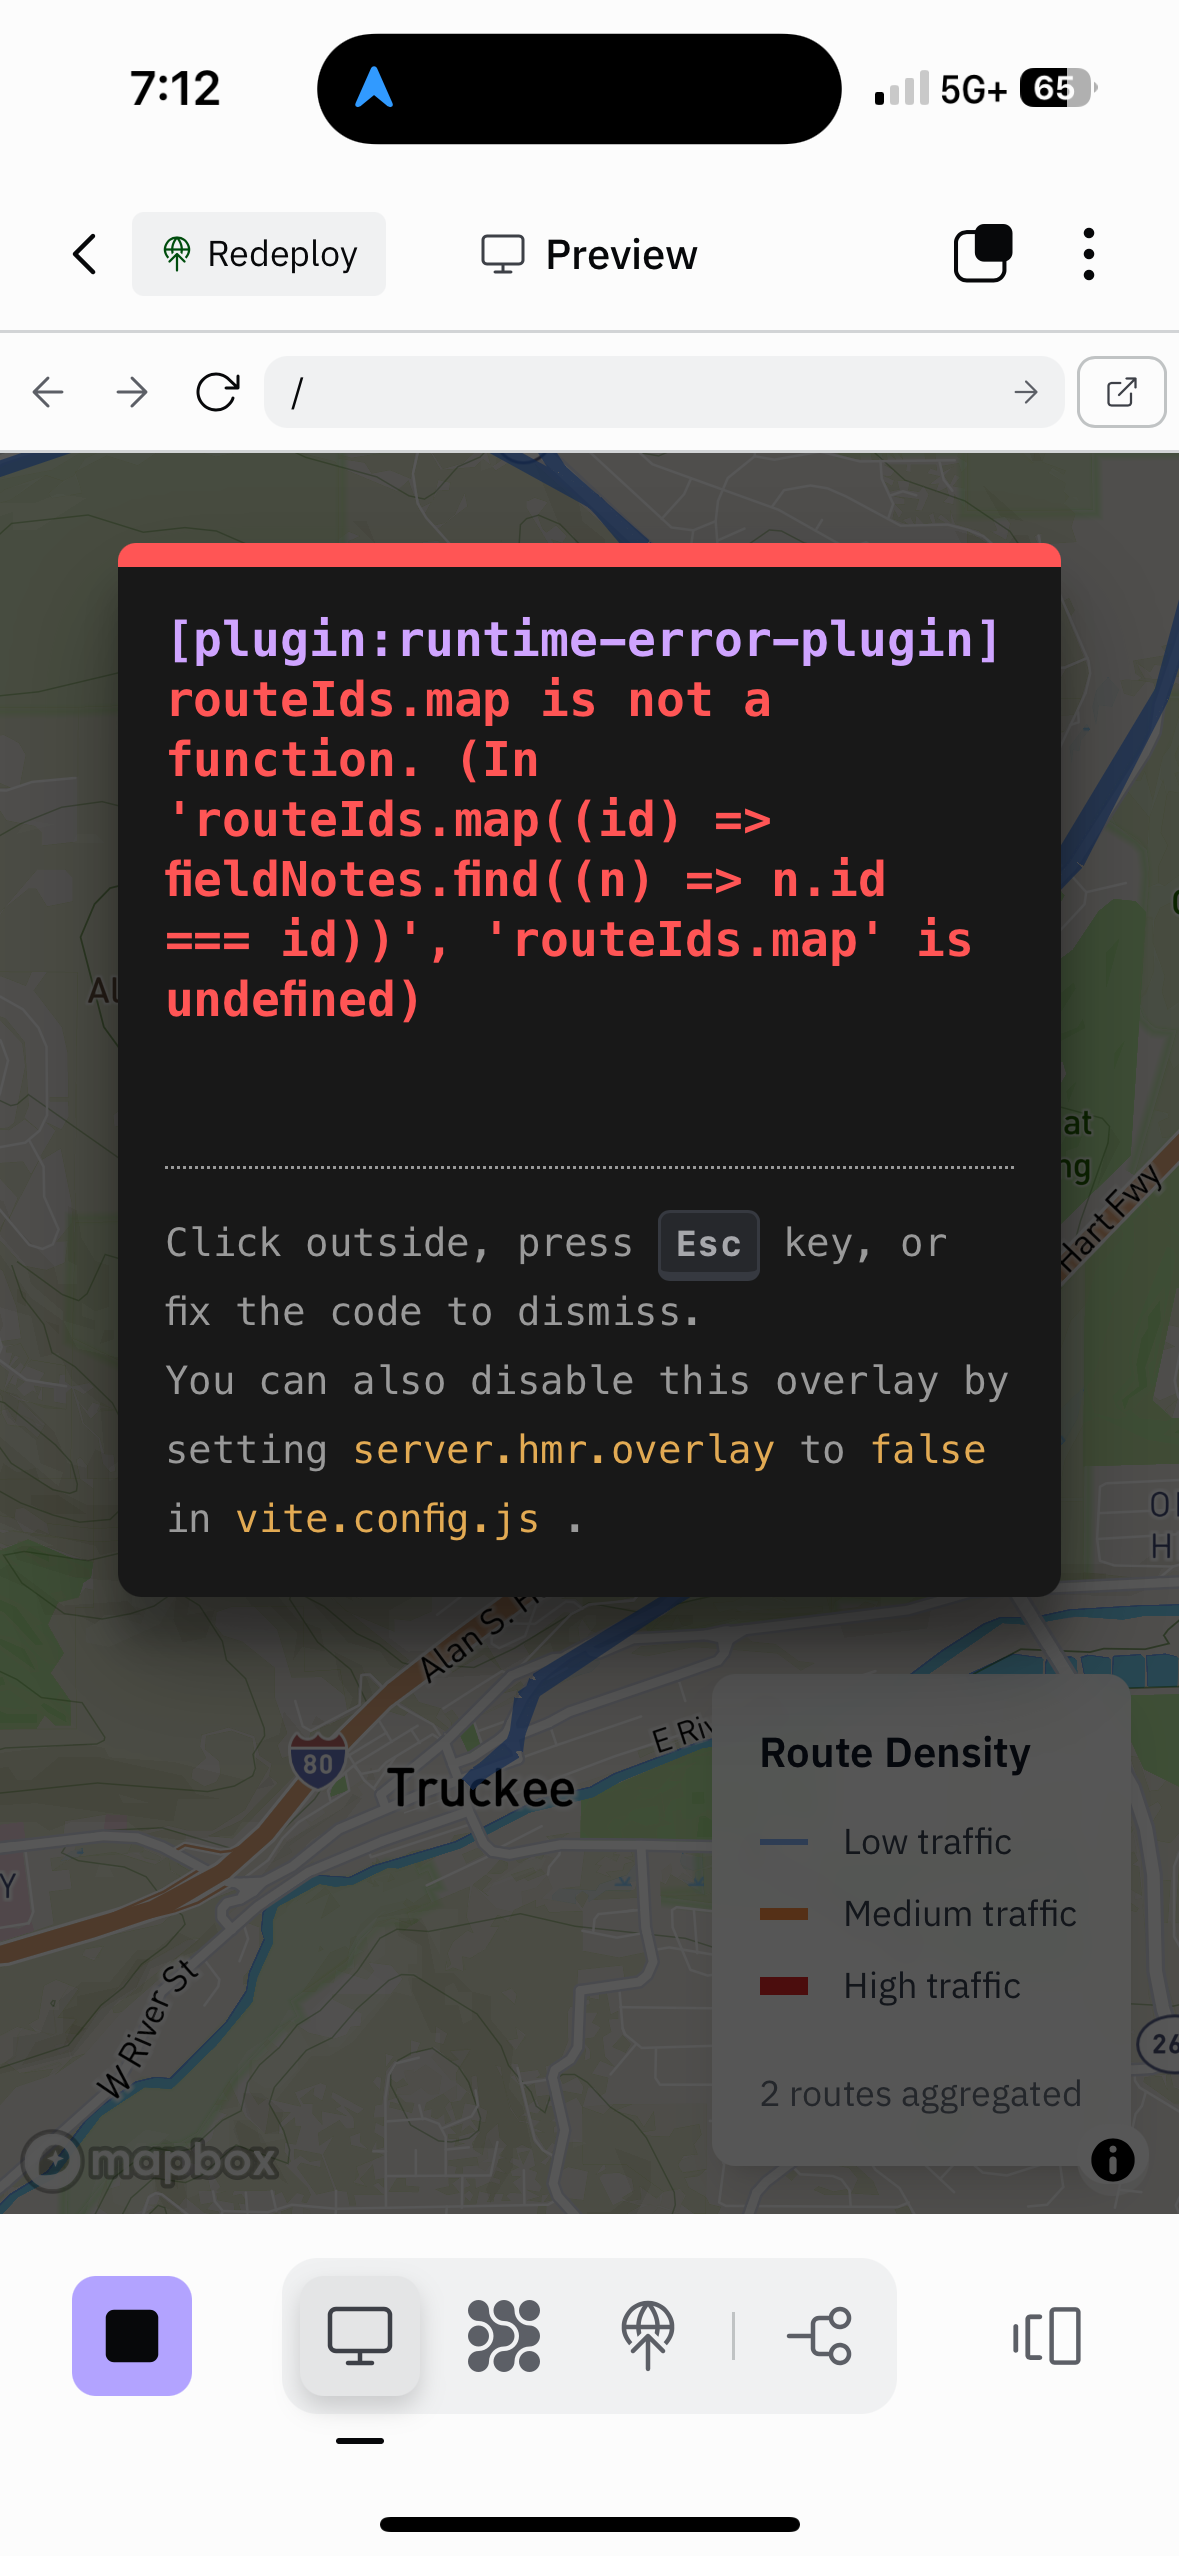 7:12
5G+ 65
Redeploy
Preview
/
[plugin:runtime-error-plugin]
routeIds.map is not a
function. (In
'routeIds.map((id) =>
fieldNotes.find((n) => n.id
=== id))', 'routeIds.map' is
undefined)
Click outside, press Esc key, or
fix the code to dismiss.
You can also disable this overlay by
setting server.hmr.overlay to false
in vite.config.js .
Hart Fwy
Alan S.
80
Truckee
E Riv
W River St
Route Density
Low traffic
Medium traffic
High traffic
2 routes aggregated
26
mapbox